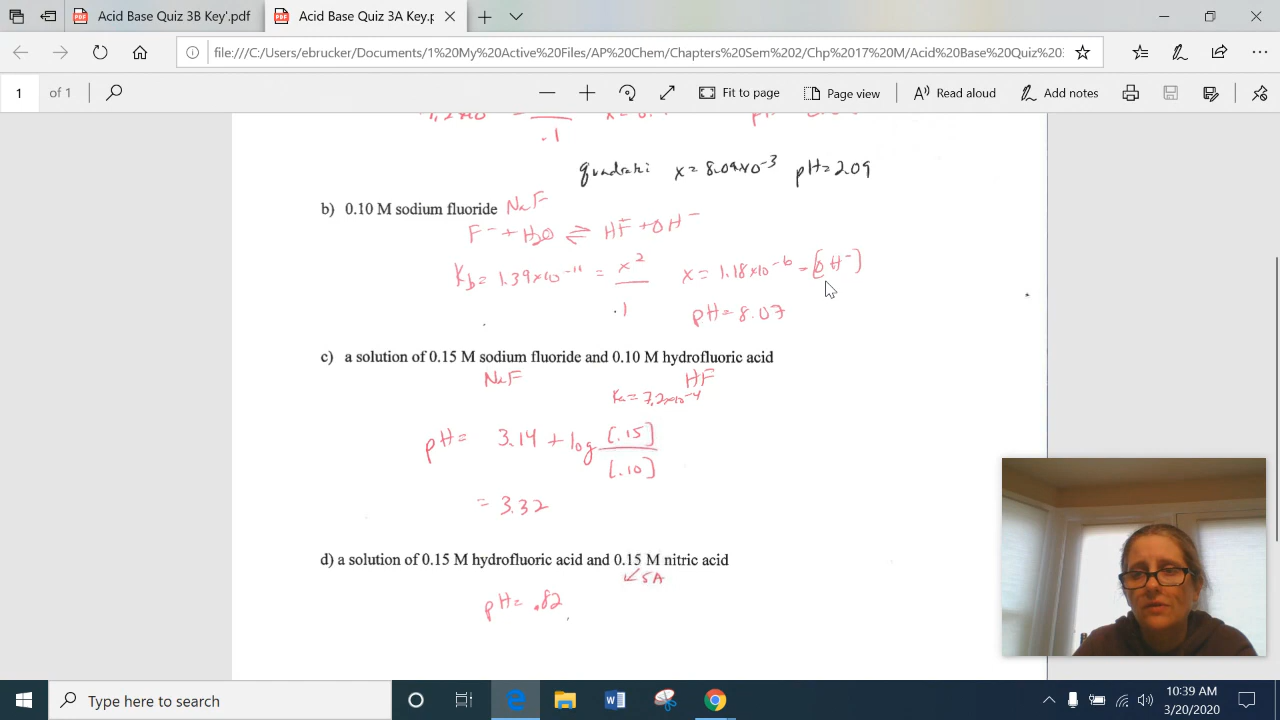 Acid Base Quiz 3B Key.pdf
Acid Base Quiz 3A Key.pdf
file:///C:/Users/ebrucker/Documents/1%20My%20Active%20Files/AP%20Chem/Chapters%20Sem%202/Chp%2017%20M/Acid%20Base%20Quiz%20:
1 of 1
Fit to page
Page view
Read aloud
Add notes
.1
x = 8.09x10-3 pH=2.09
b) 0.10 M sodium fluoride NaF
F- + H2O ⇌ HF + OH-
Kb= 1.39x10-11 = x2 / .1 x= 1.18x10-6 = [OH-]
pH= 8.07
c) a solution of 0.15 M sodium fluoride and 0.10 M hydrofluoric acid
NaF HF
Ka= 7.2x10-4
pH= 3.14 + log [.15] / [.10]
= 3.32
d) a solution of 0.15 M hydrofluoric acid and 0.15 M nitric acid
↙ SA
pH= .82
Type here to search
10:39 AM
3/20/2020